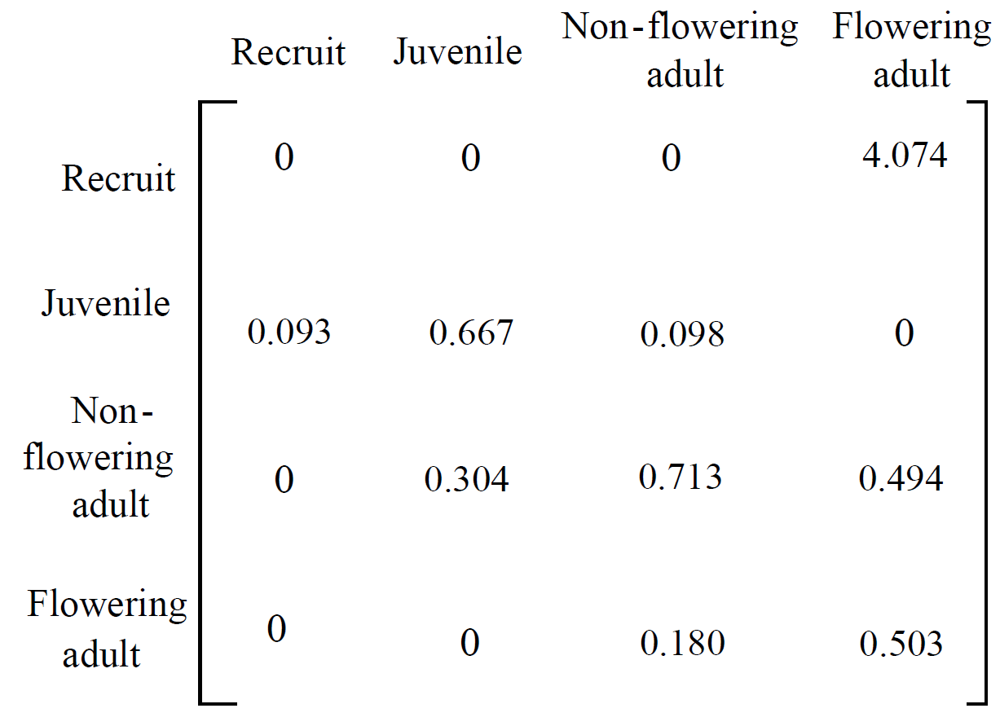 Recruit Juvenile Non-flowering adult Flowering adult
Recruit 0 0 0 4.074
Juvenile 0.093 0.667 0.098 0
Non-
flowering
adult 0 0.304 0.713 0.494
Flowering
adult 0 0 0.180 0.503